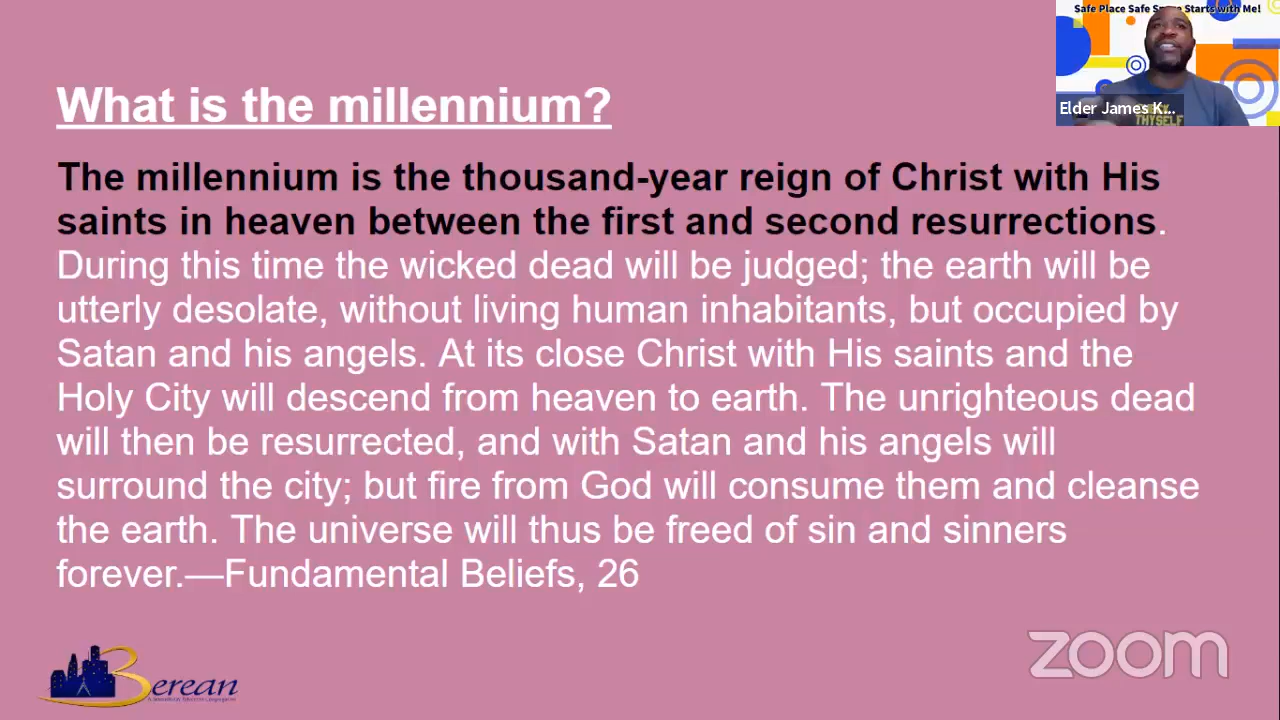 Safe Place Safe Space Starts with Me!
Elder James K...
THYSELF
What is the millennium?
The millennium is the thousand-year reign of Christ with His
saints in heaven between the first and second resurrections.
During this time the wicked dead will be judged; the earth will be
utterly desolate, without living human inhabitants, but occupied by
Satan and his angels. At its close Christ with His saints and the
Holy City will descend from heaven to earth. The unrighteous dead
will then be resurrected, and with Satan and his angels will
surround the city; but fire from God will consume them and cleanse
the earth. The universe will thus be freed of sin and sinners
forever.—Fundamental Beliefs, 26
Berean
zoom